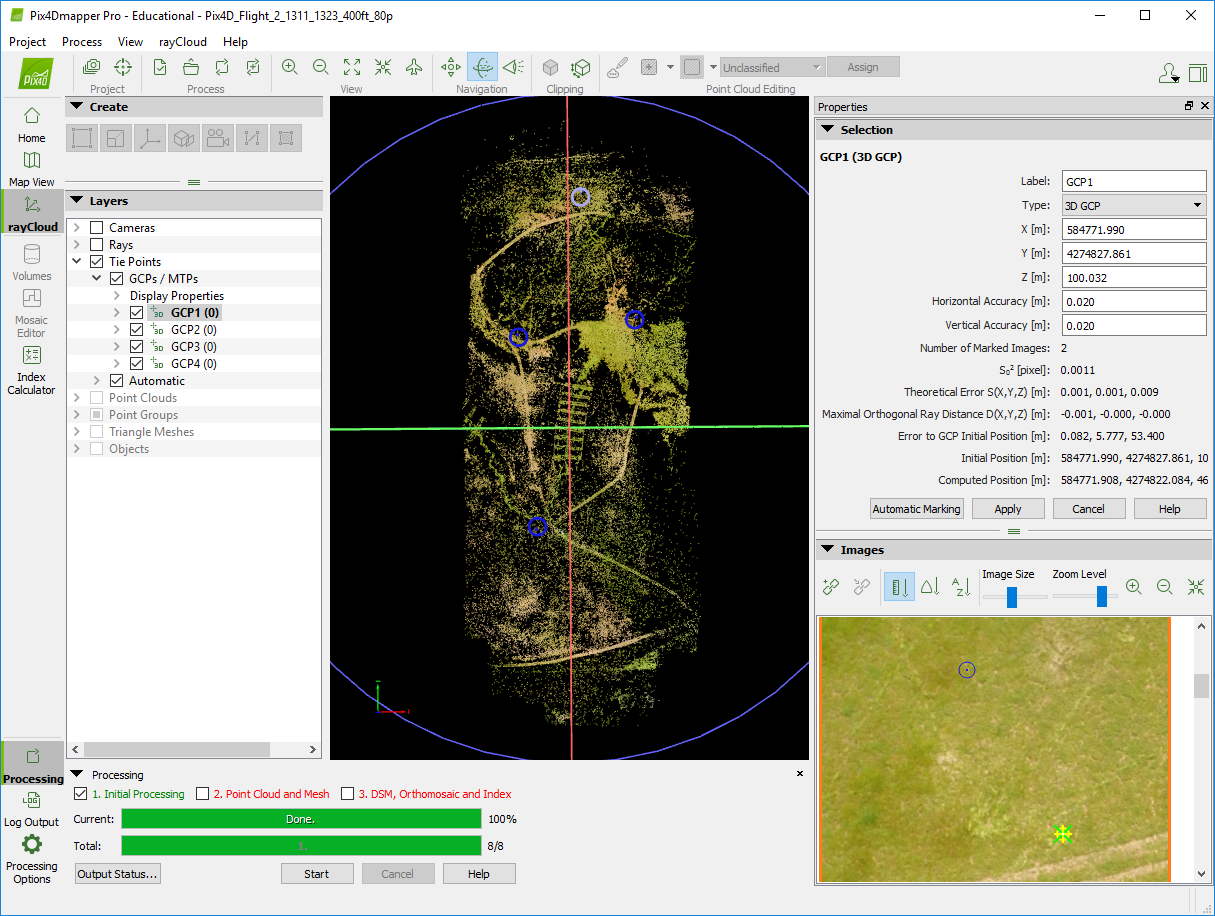 Pix4Dmapper Pro - Educational - Pix4D_Flight_2_1311_1323_400ft_80p
Project Process View rayCloud Help
PIX4D
Project Process View Navigation Clipping Point Cloud Editing
Unclassified Assign
Home
Map View
rayCloud
Volumes
Mosaic
Editor
Index
Calculator
Processing
Log Output
Processing
Options
Create
Layers
Cameras
Rays
Tie Points
GCPs / MTPs
Display Properties
3D GCP1 (0)
3D GCP2 (0)
3D GCP3 (0)
3D GCP4 (0)
Automatic
Point Clouds
Point Groups
Triangle Meshes
Objects
Properties
Selection
GCP1 (3D GCP)
Label: GCP1
Type: 3D GCP
X [m]: 584771.990
Y [m]: 4274827.861
Z [m]: 100.032
Horizontal Accuracy [m]: 0.020
Vertical Accuracy [m]: 0.020
Number of Marked Images: 2
S₀² [pixel]: 0.0011
Theoretical Error S(X,Y,Z) [m]: 0.001, 0.001, 0.009
Maximal Orthogonal Ray Distance D(X,Y,Z) [m]: -0.001, -0.000, -0.000
Error to GCP Initial Position [m]: 0.082, 5.777, 53.400
Initial Position [m]: 584771.990, 4274827.861, 10
Computed Position [m]: 584771.908, 4274822.084, 46
Automatic Marking Apply Cancel Help
Images
Image Size Zoom Level
A Z
Processing
1. Initial Processing 2. Point Cloud and Mesh 3. DSM, Orthomosaic and Index
Current: Done. 100%
Total: 1. 8/8
Output Status... Start Cancel Help